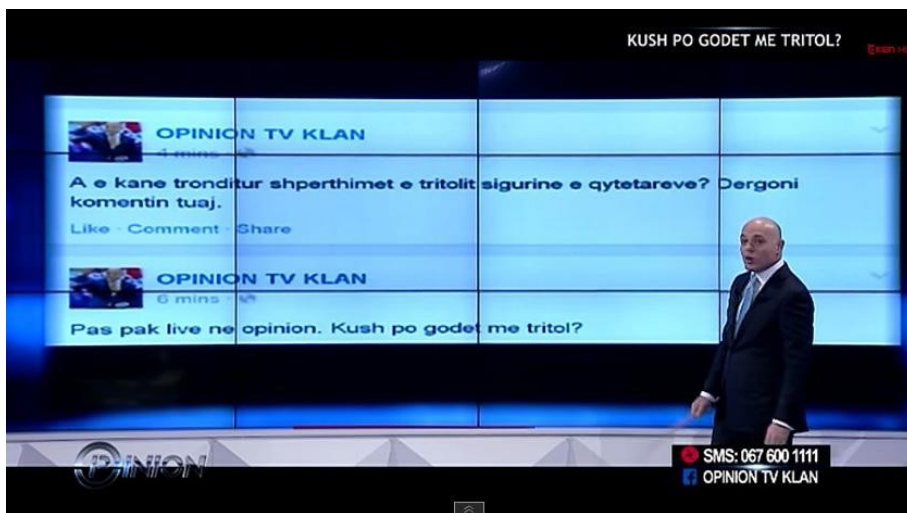 KUSH PO GODET ME TRITOL?
OPINION TV KLAN
4 mins
A e kane tronditur shperthimet e tritolit sigurine e qytetareve? Dergoni
komentin tuaj.
Like · Comment · Share
OPINION TV KLAN
6 mins
Pas pak live ne opinion. Kush po godet me tritol?
OPINION
SMS: 067 600 1111
OPINION TV KLAN